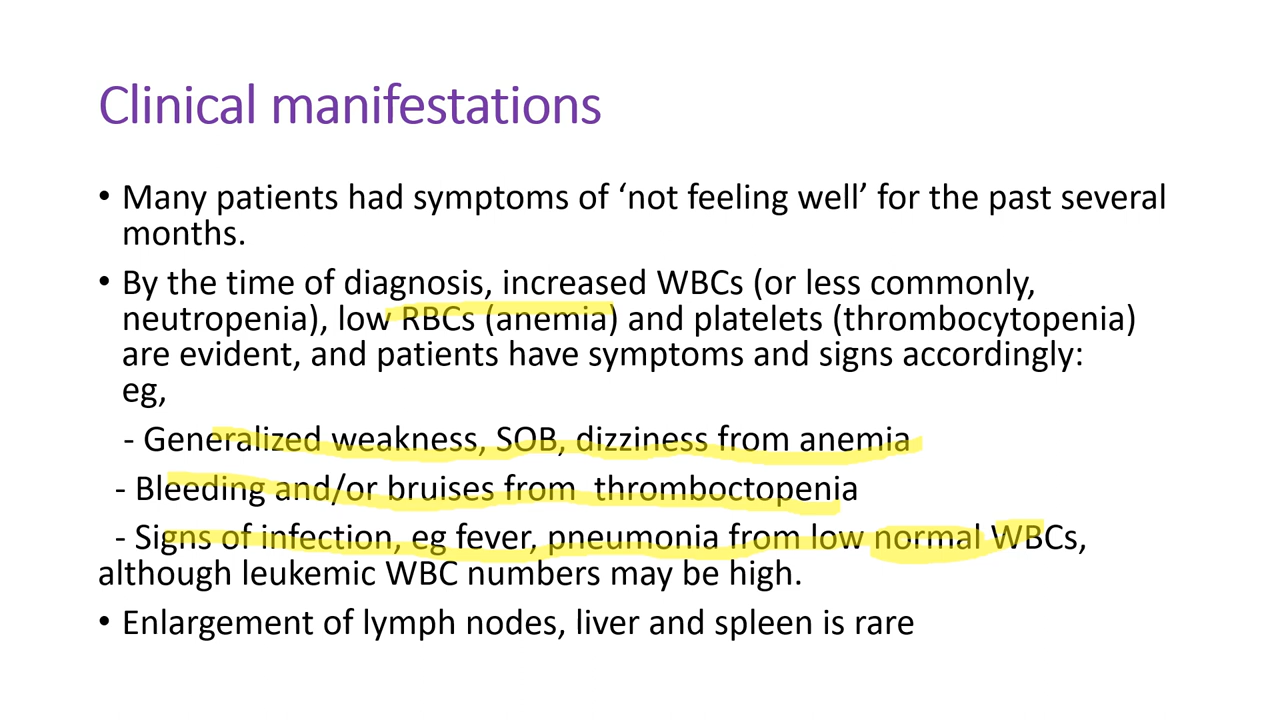 Clinical manifestations
• Many patients had symptoms of ‘not feeling well’ for the past several
months.
• By the time of diagnosis, increased WBCs (or less commonly,
neutropenia), low RBCs (anemia) and platelets (thrombocytopenia)
are evident, and patients have symptoms and signs accordingly:
eg,
- Generalized weakness, SOB, dizziness from anemia
- Bleeding and/or bruises from  thromboctopenia
- Signs of infection, eg fever, pneumonia from low normal WBCs,
although leukemic WBC numbers may be high.
• Enlargement of lymph nodes, liver and spleen is rare